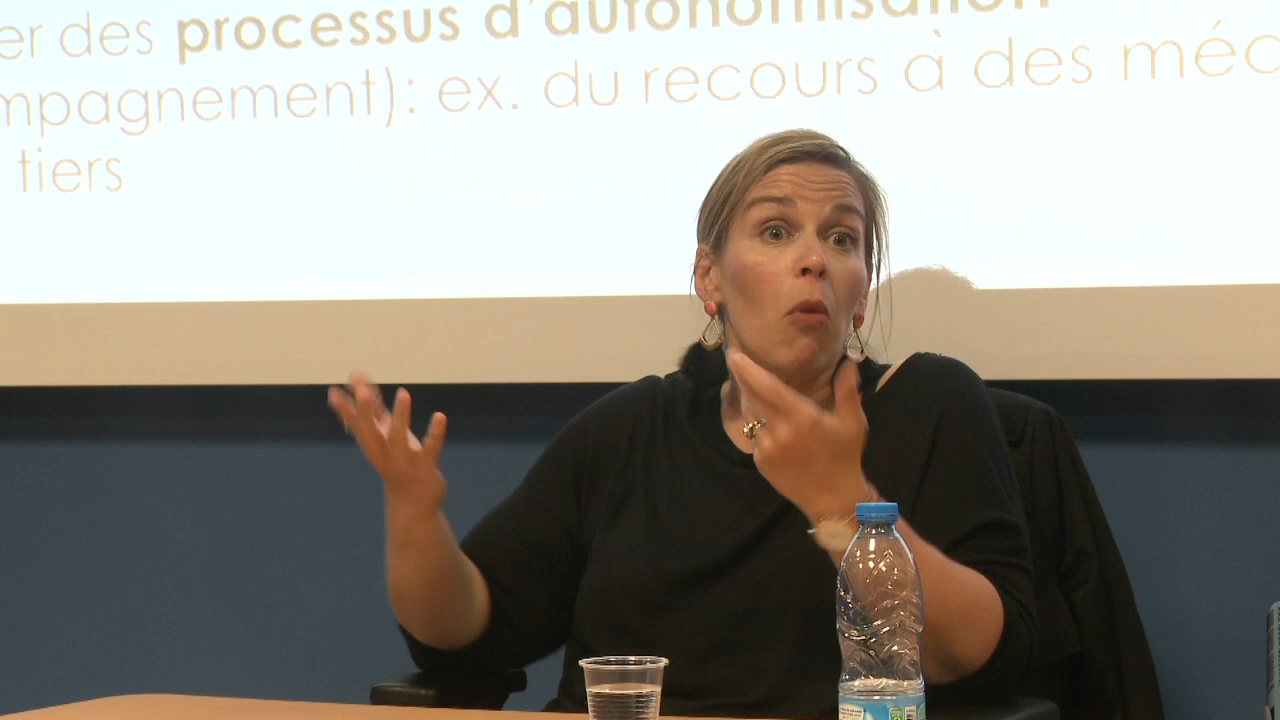 er des processus d'autonomisation
mpagnement): ex. du recours à des méc
tiers